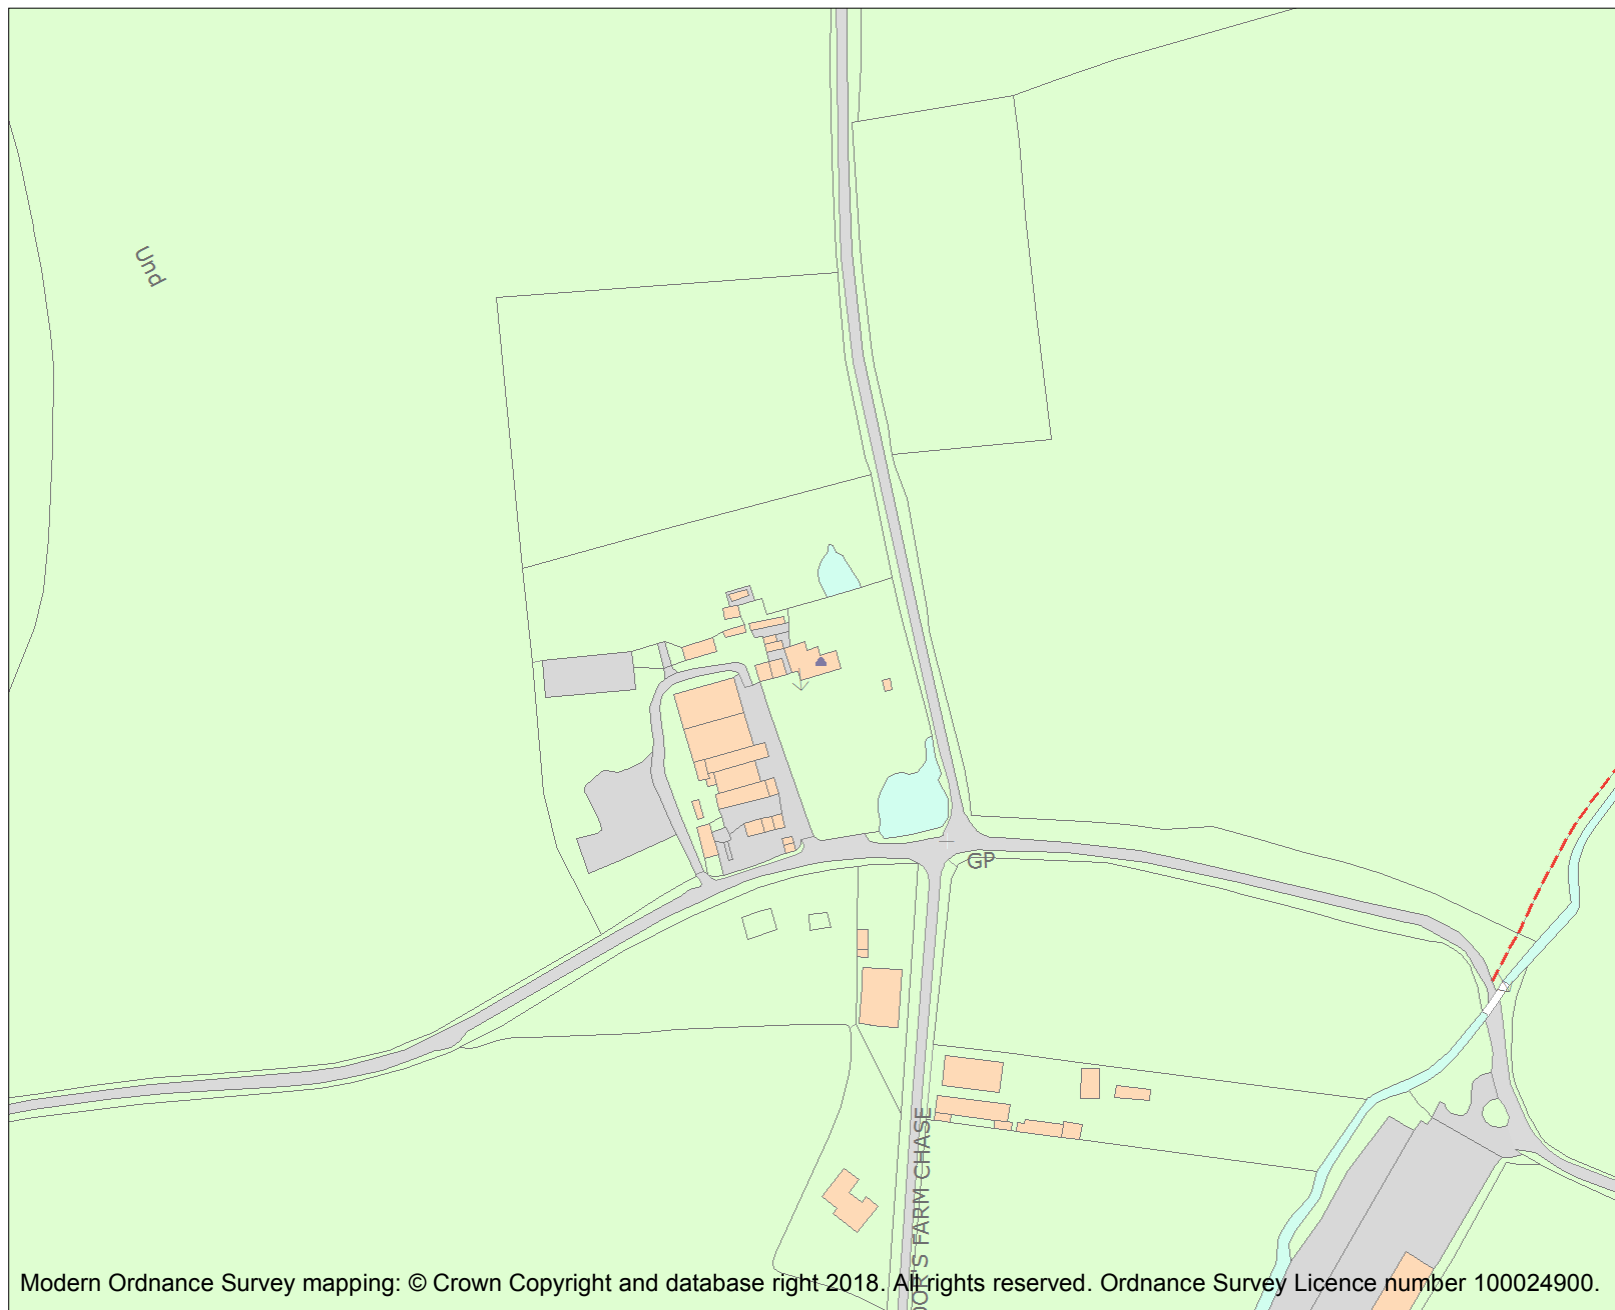 Und
GP
FARM CHASE
Modern Ordnance Survey mapping: © Crown Copyright and database right 2018. All rights reserved. Ordnance Survey Licence number 100024900.